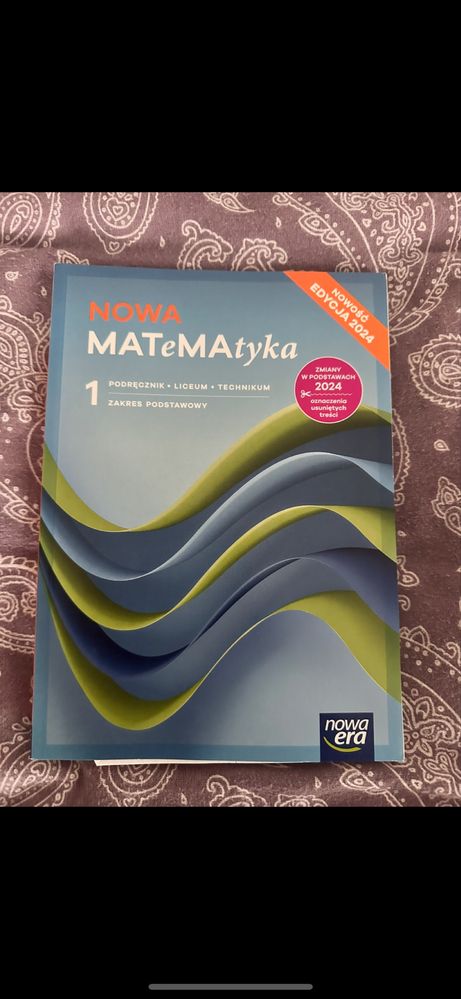 NOWA
MATeMAtyka
1
PODRĘCZNIK • LICEUM • TECHNIKUM
ZAKRES PODSTAWOWY
NOWOŚĆ
EDYCJA 2024
ZMIANY
W PODSTAWACH
2024
oznaczenia
usuniętych
treści
nowa
era